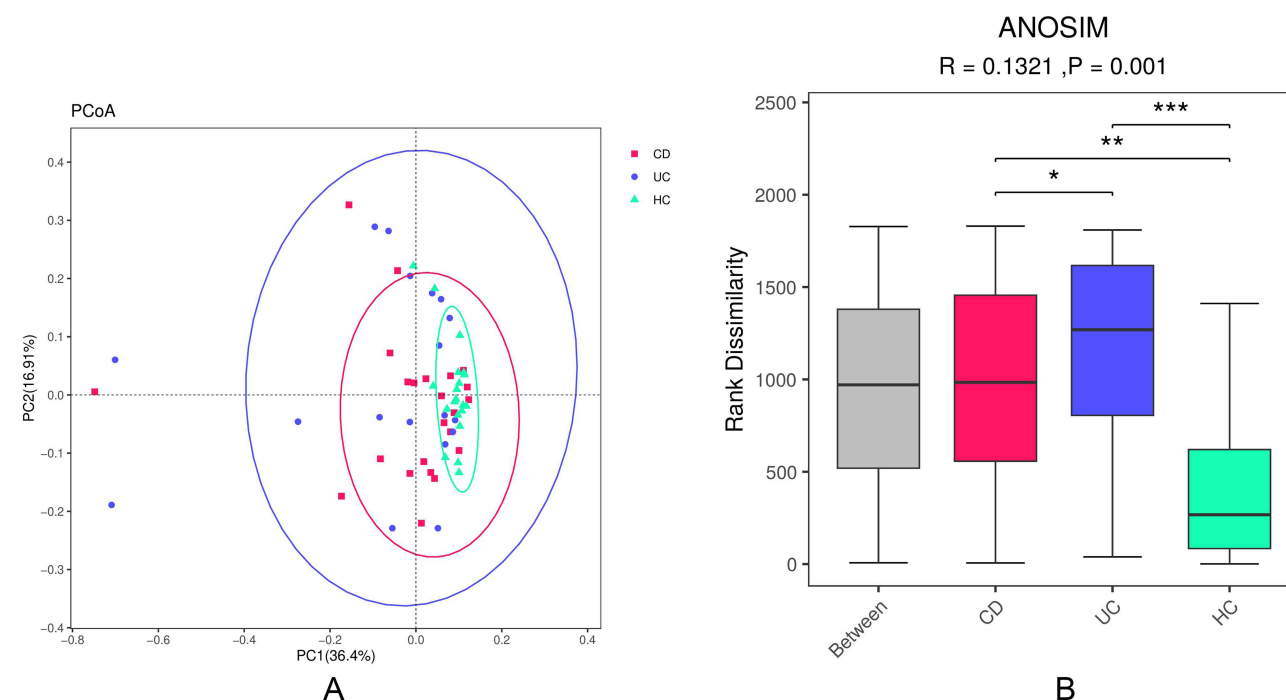 PCoA
0.4
0.3
0.2
0.1
0.0
−0.1
−0.2
−0.3
−0.4
PC2(16.91%)
−0.8
−0.6
−0.4
−0.2
0.0
0.2
0.4
PC1(36.4%)
CD
UC
HC
A
ANOSIM
R = 0.1321 ,P = 0.001
2500
2000
1500
1000
500
0
Rank Dissimilarity
***
**
*
Between
CD
UC
HC
B